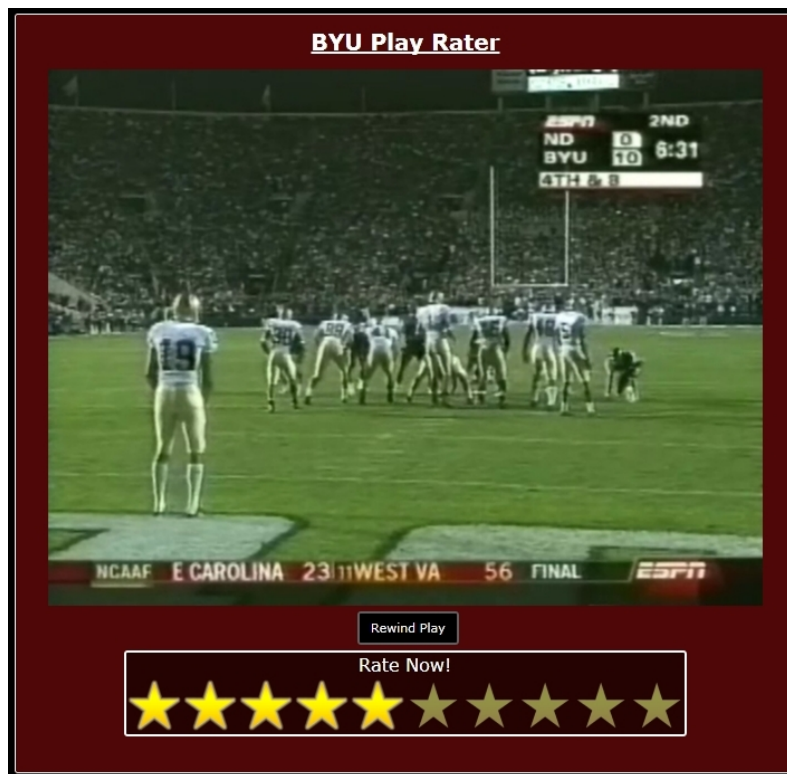 BYU Play Rater
ESPN 2ND
ND 0
BYU 10 6:31
4TH & 8
19
NCAAF E CAROLINA 23 11 WEST VA 56 FINAL ESPN
Rewind Play
Rate Now!